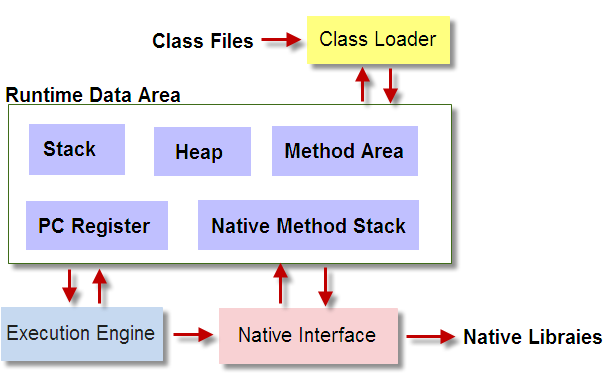 Class Files
Class Loader
Runtime Data Area
Stack
Heap
Method Area
PC Register
Native Method Stack
Execution Engine
Native Interface
Native Libraies